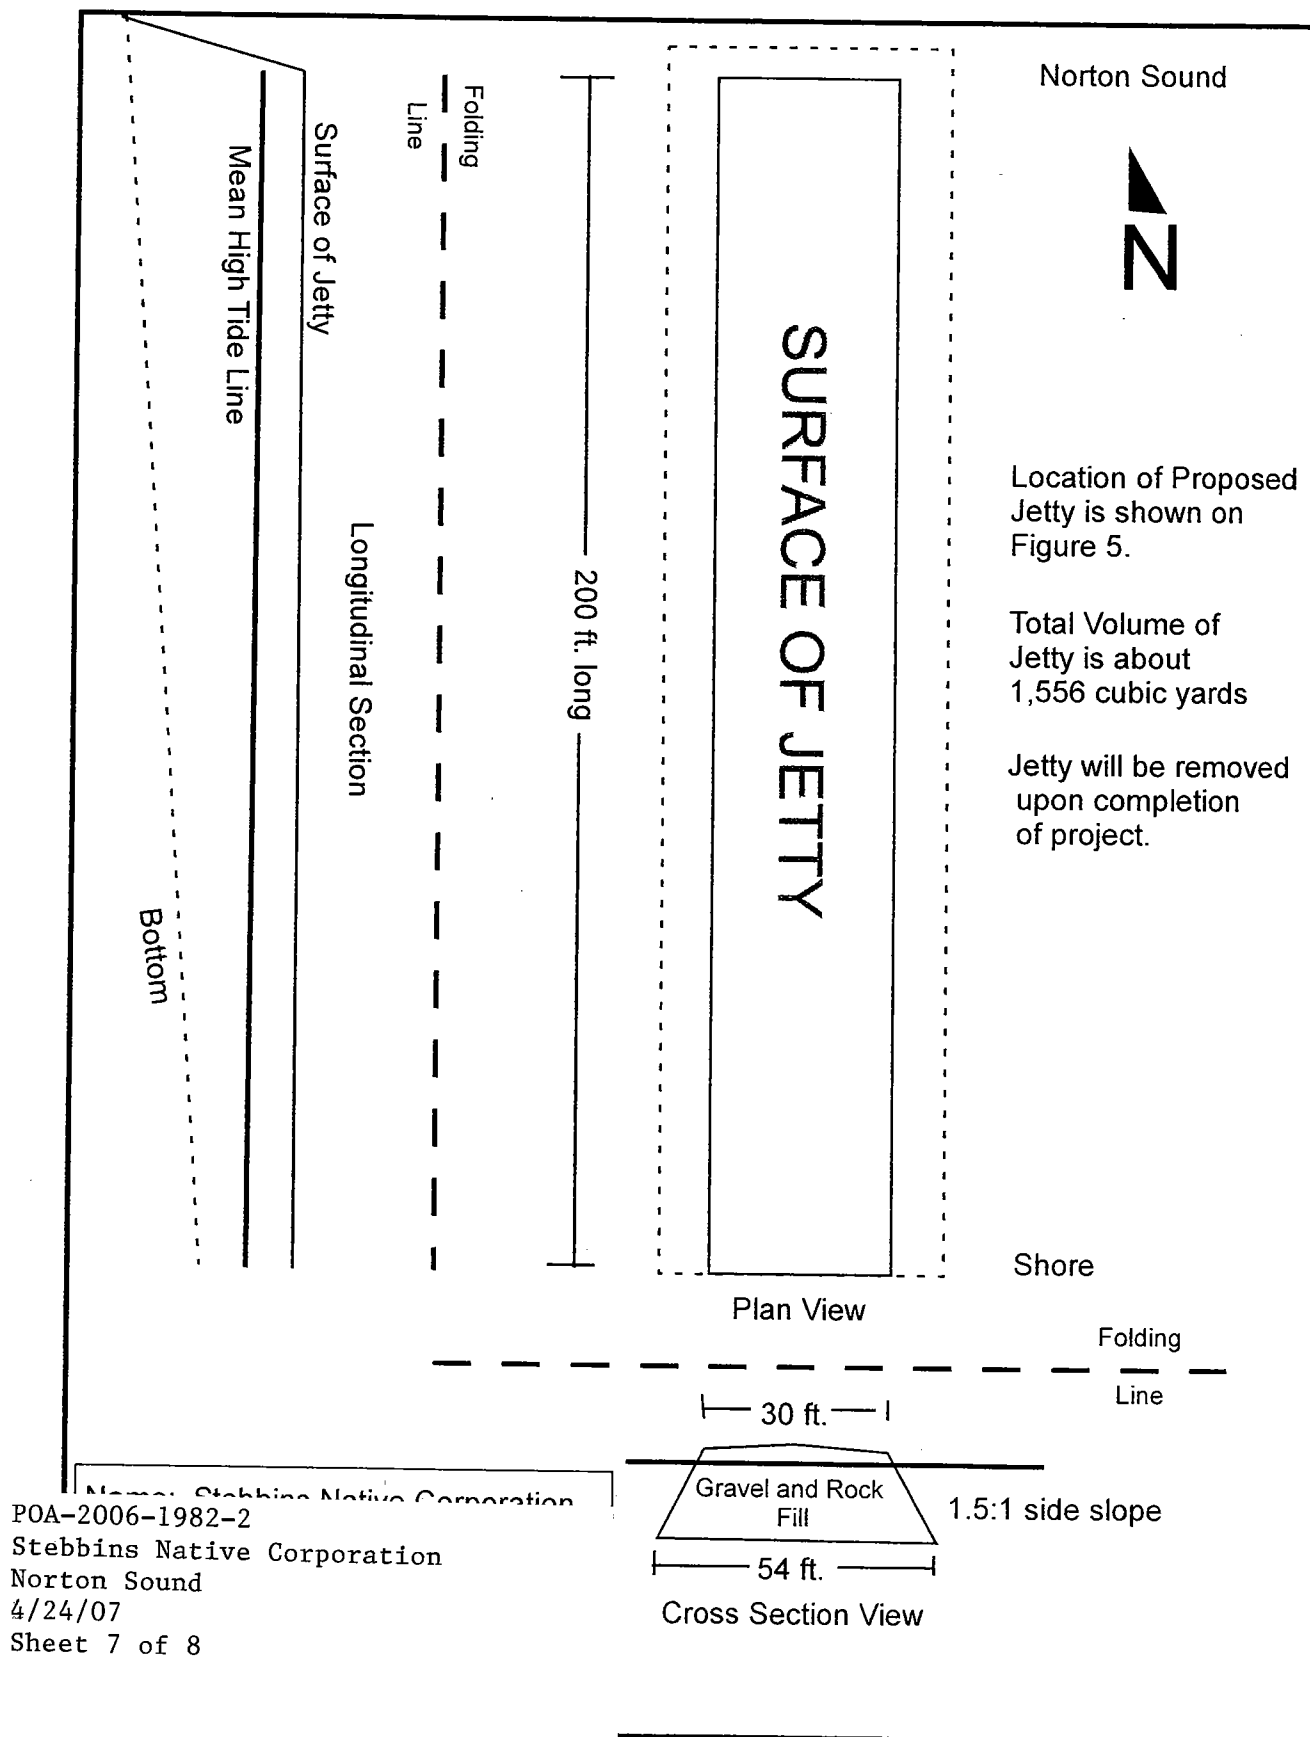 Norton Sound
N
Folding
Line
Surface of Jetty
Mean High Tide Line
Longitudinal Section
Bottom
200 ft. long
SURFACE OF JETTY
Location of Proposed
Jetty is shown on
Figure 5.
Total Volume of
Jetty is about
1,556 cubic yards
Jetty will be removed
upon completion
of project.
Shore
Plan View
Folding
Line
30 ft.
Gravel and Rock
Fill
1.5:1 side slope
54 ft.
Cross Section View
Name: Stebbins Native Corporation
POA-2006-1982-2
Stebbins Native Corporation
Norton Sound
4/24/07
Sheet 7 of 8